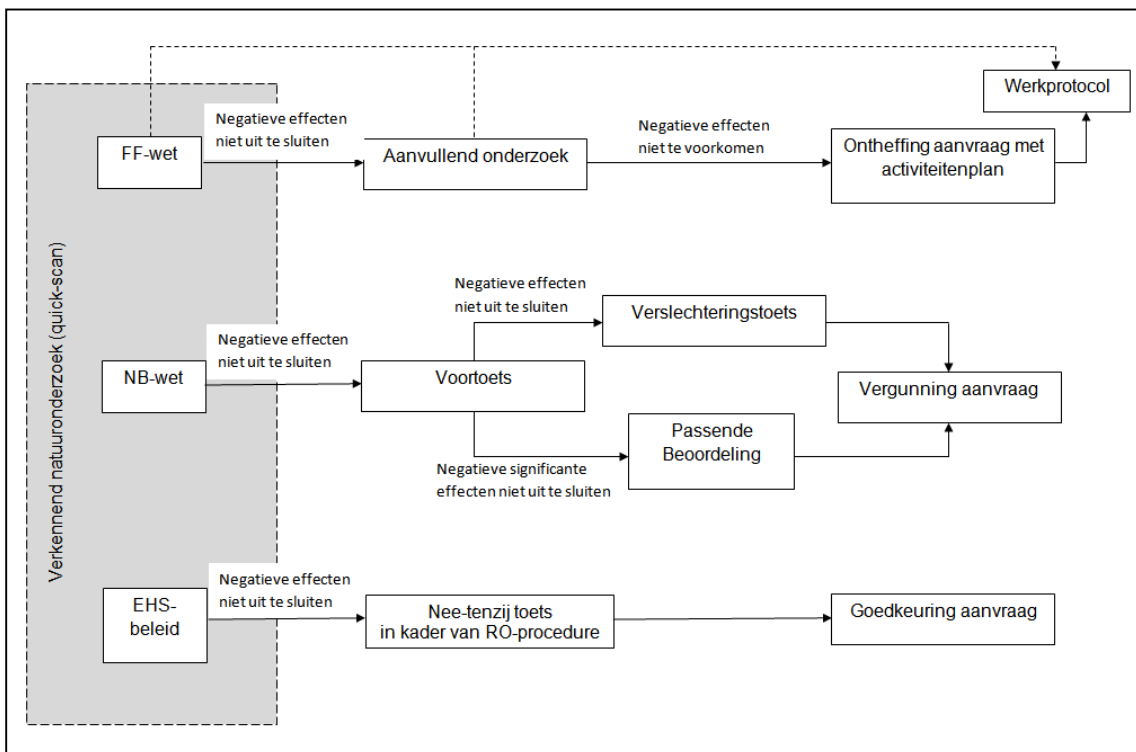 Verkennend natuuronderzoek (quick-scan)
Werkprotocol
FF-wet
Negatieve effecten
niet uit te sluiten
Aanvullend onderzoek
Negatieve effecten
niet te voorkomen
Ontheffing aanvraag met
activiteitenplan
NB-wet
Negatieve effecten
niet uit te sluiten
Voortoets
Negatieve effecten
niet uit te sluiten
Verslechteringstoets
Negatieve significante
effecten niet uit te sluiten
Passende
Beoordeling
Vergunning aanvraag
EHS-
beleid
Negatieve effecten
niet uit te sluiten
Nee-tenzij toets
in kader van RO-procedure
Goedkeuring aanvraag